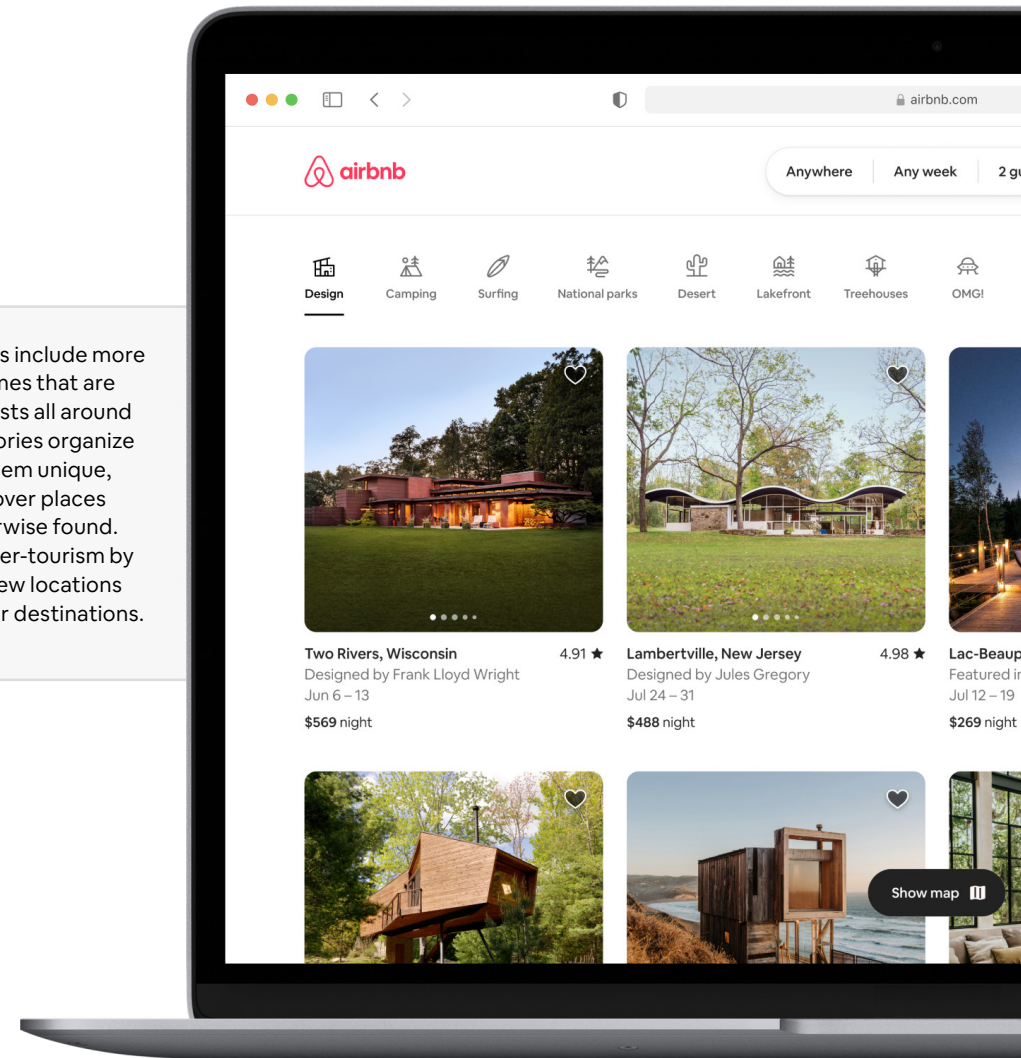 s include more
nes that are
sts all around
ories organize
em unique,
over places
rwise found.
er-tourism by
ew locations
r destinations.
airbnb.com
airbnb
Anywhere Any week 2 gu
Design Camping Surfing National parks Desert Lakefront Treehouses OMG!
Two Rivers, Wisconsin 4.91 ★ Lambertville, New Jersey 4.98 ★ Lac-Beaup
Designed by Frank Lloyd Wright Designed by Jules Gregory Featured i
Jun 6 – 13 Jul 24 – 31 Jul 12 – 19
$569 night $488 night $269 night
Show map